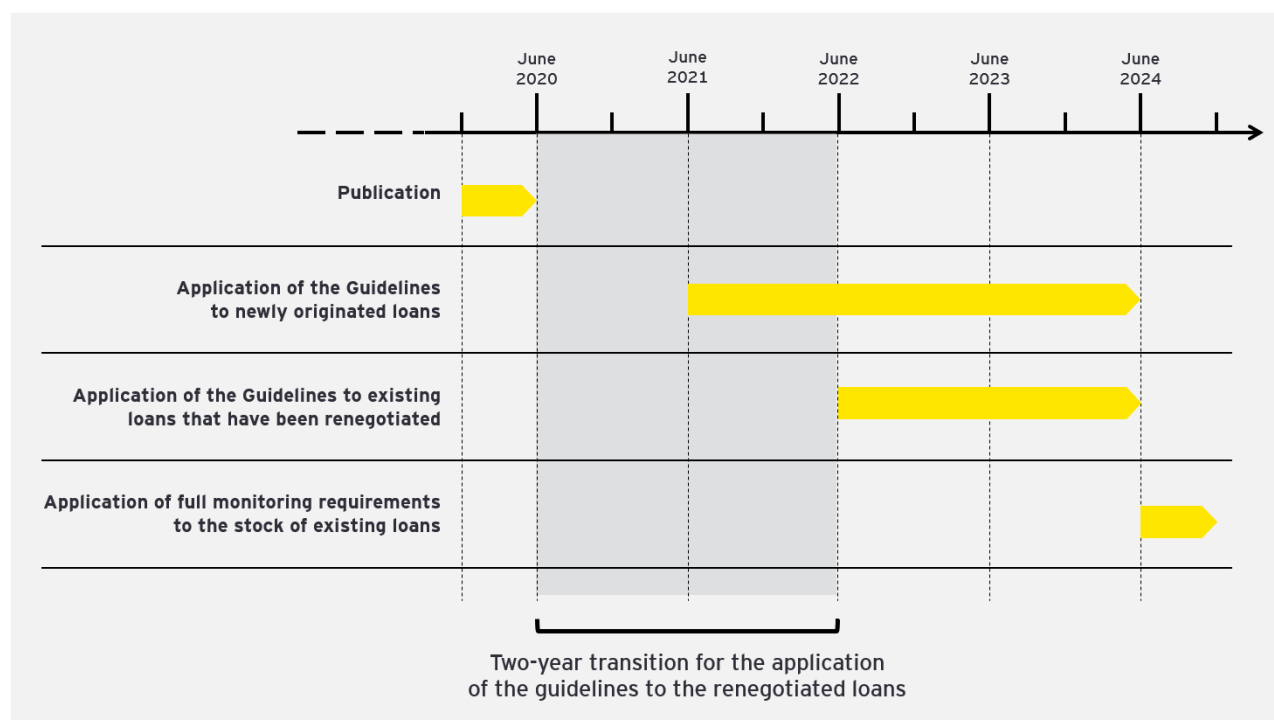 June
2020
June
2021
June
2022
June
2023
June
2024
Publication
Application of the Guidelines
to newly originated loans
Application of the Guidelines to existing
loans that have been renegotiated
Application of full monitoring requirements
to the stock of existing loans
Two-year transition for the application
of the guidelines to the renegotiated loans